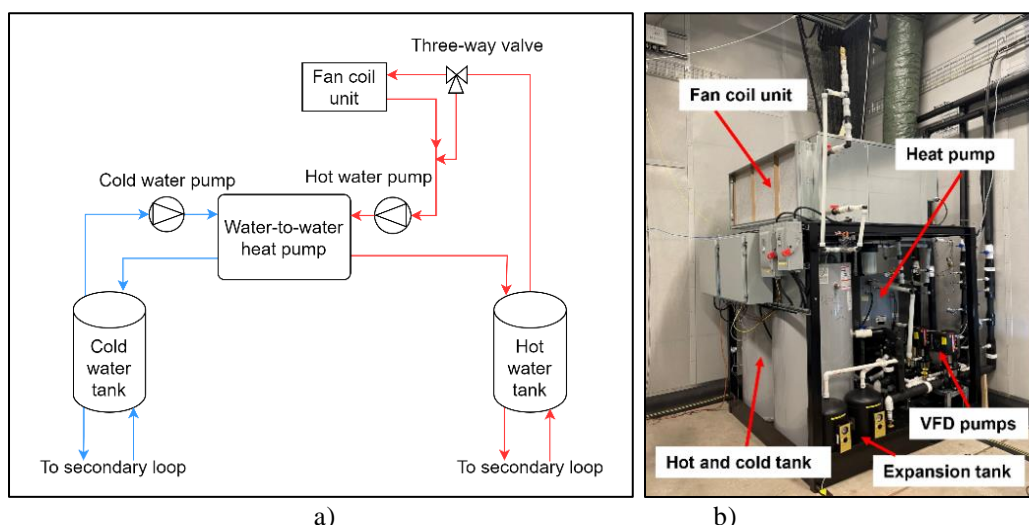 Three-way valve
Fan coil
unit
Cold water pump
Hot water pump
Water-to-water
heat pump
Cold
water
tank
Hot
water
tank
To secondary loop
To secondary loop
a)
Fan coil unit
Heat pump
VFD pumps
Hot and cold tank
Expansion tank
b)